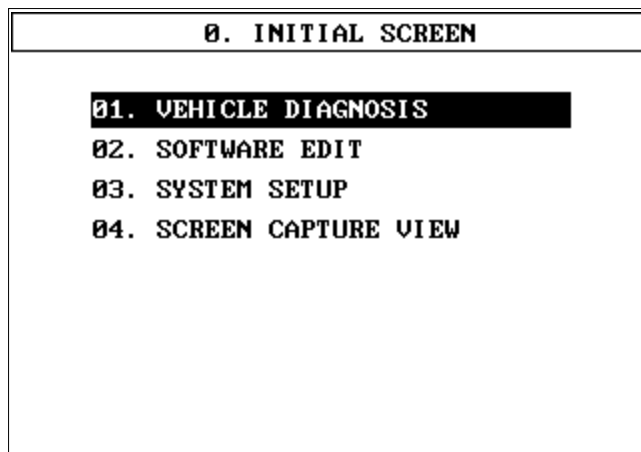 0. INITIAL SCREEN
01. VEHICLE DIAGNOSIS
02. SOFTWARE EDIT
03. SYSTEM SETUP
04. SCREEN CAPTURE VIEW